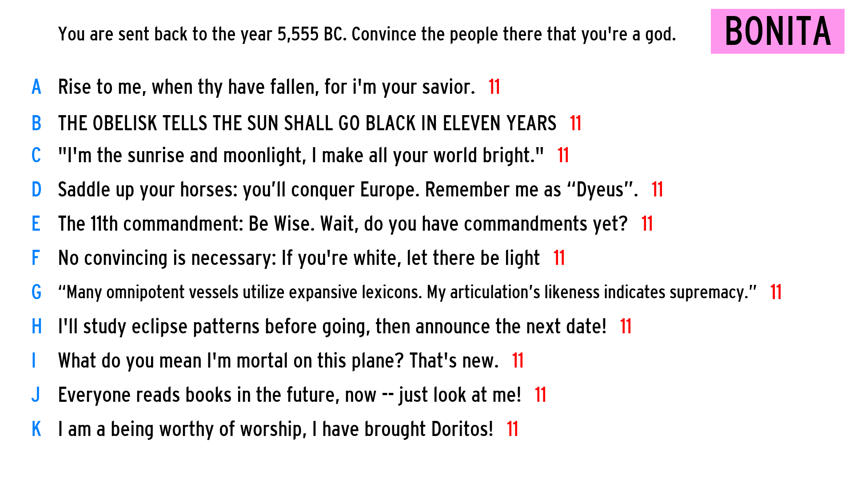 You are sent back to the year 5,555 BC. Convince the people there that you're a god.
BONITA
A Rise to me, when thy have fallen, for i'm your savior. 11
B THE OBELISK TELLS THE SUN SHALL GO BLACK IN ELEVEN YEARS 11
C "I'm the sunrise and moonlight, I make all your world bright." 11
D Saddle up your horses: you’ll conquer Europe. Remember me as “Dyeus”. 11
E The 11th commandment: Be Wise. Wait, do you have commandments yet? 11
F No convincing is necessary: If you're white, let there be light 11
G “Many omnipotent vessels utilize expansive lexicons. My articulation’s likeness indicates supremacy.” 11
H I'll study eclipse patterns before going, then announce the next date! 11
I What do you mean I'm mortal on this plane? That's new. 11
J Everyone reads books in the future, now -- just look at me! 11
K I am a being worthy of worship, I have brought Doritos! 11